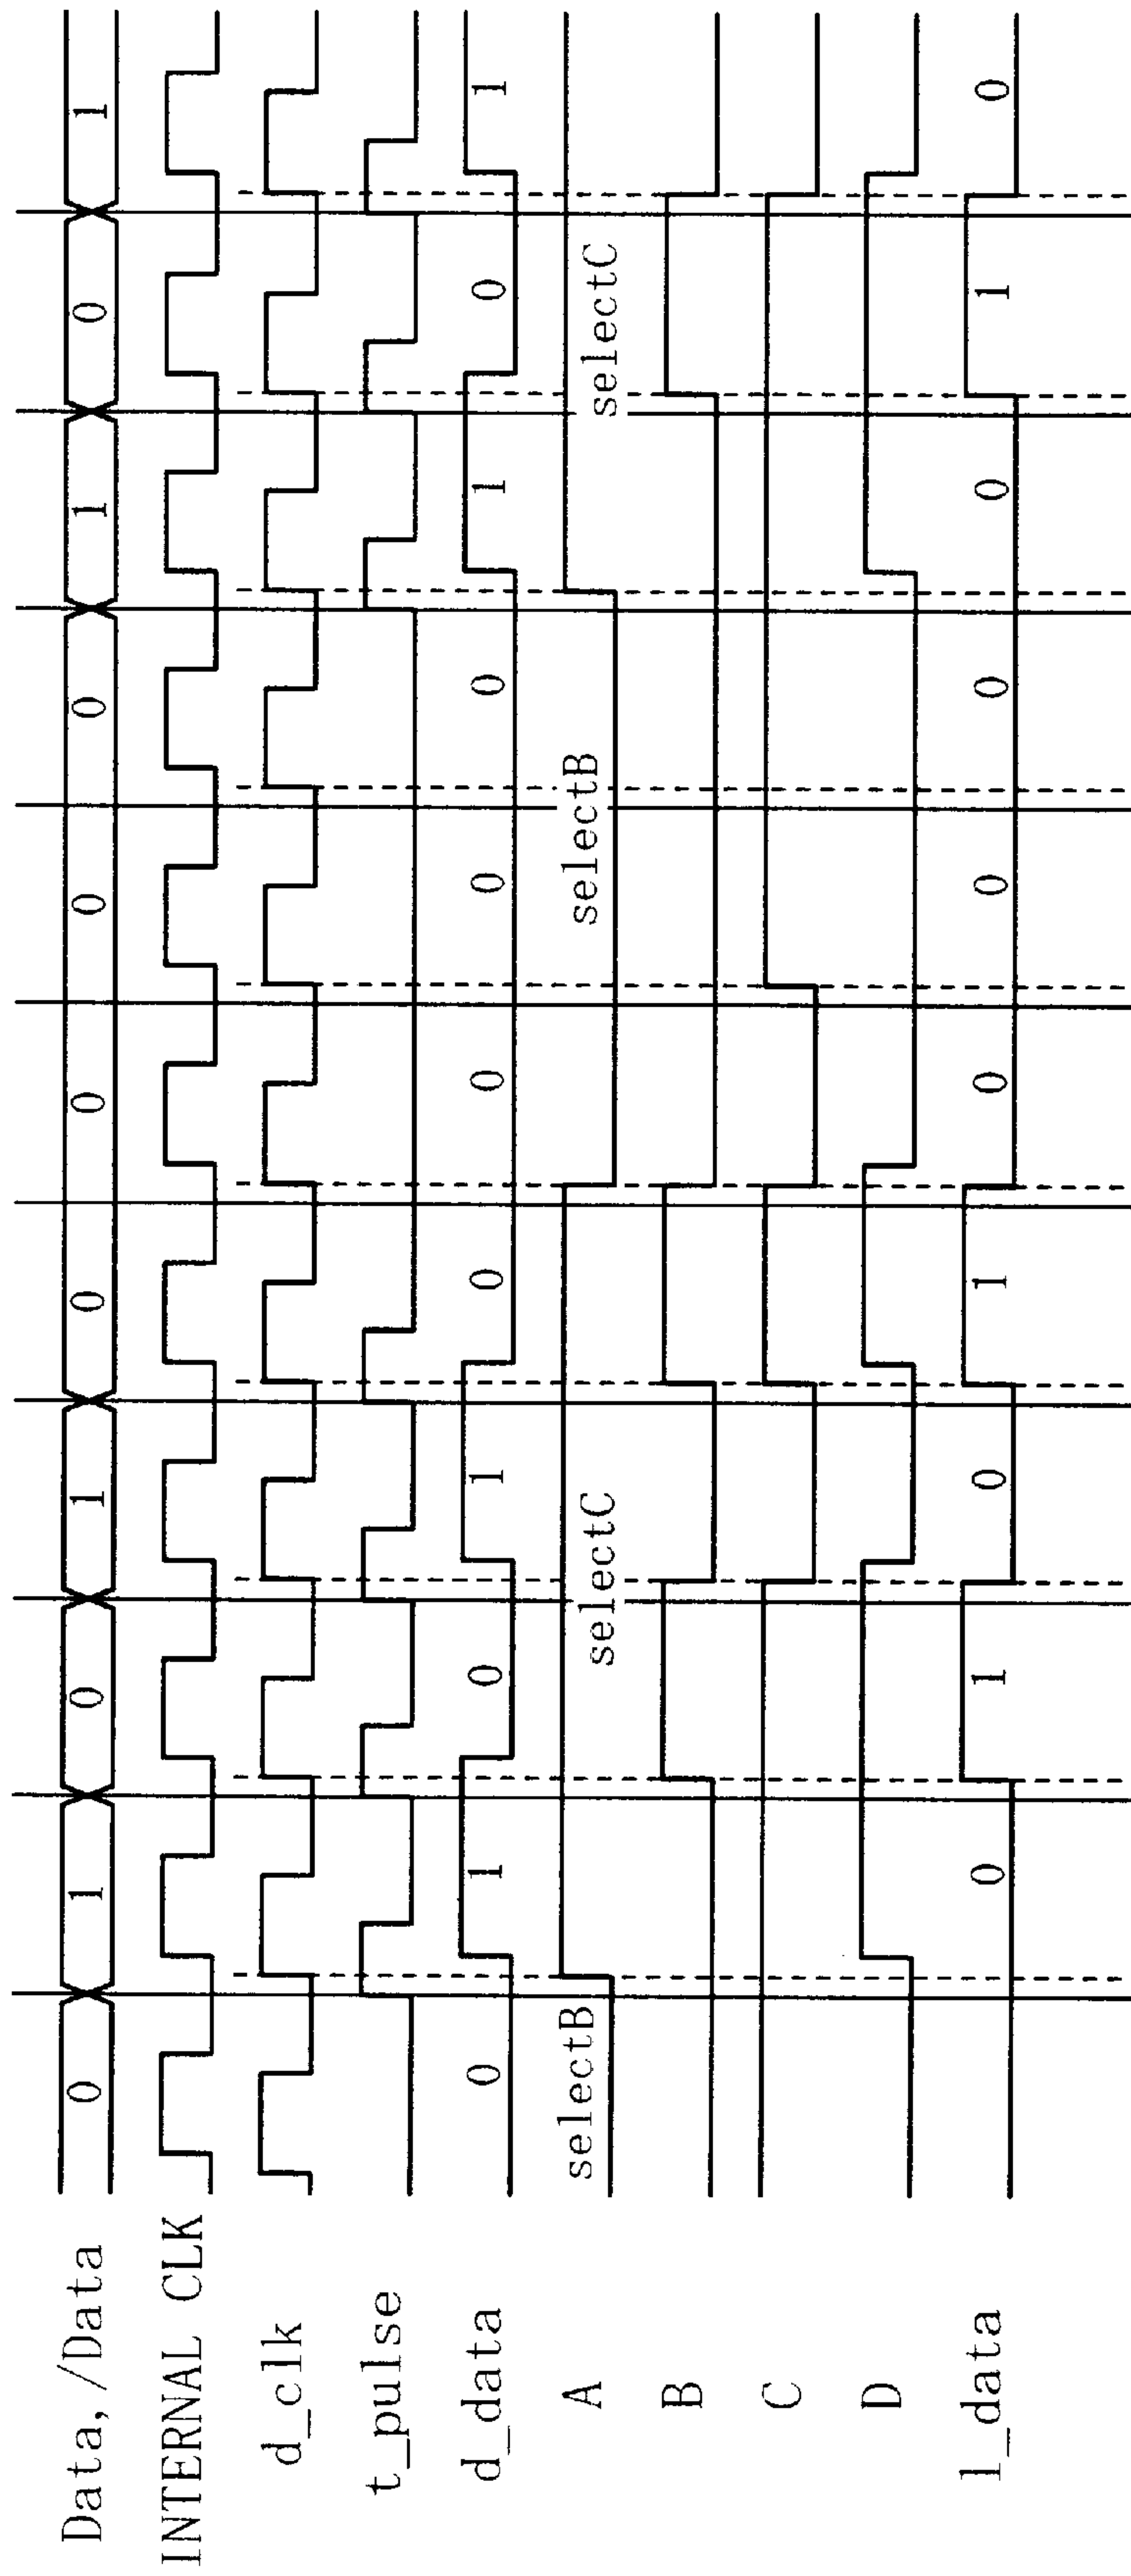 Data, /Data 0 1 0 1 0 0 0 0 1 0 1
INTERNAL CLK
d_clk
t_pulse
d_data 0 1 0 1 0 0 0 0 1 0 1
A selectB selectC selectB selectC
B
C
D
l_data 0 1 0 1 0 0 0 0 1 0